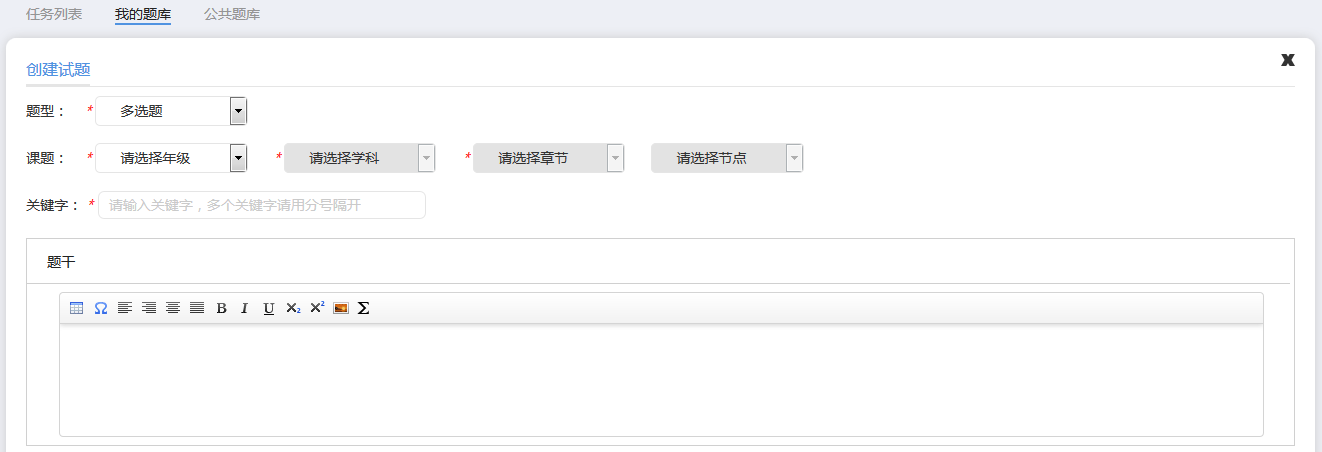 任务列表 我的题库 公共题库
创建试题 X
题型： * 多选题
课题： * 请选择年级 * 请选择学科 * 请选择章节 请选择节点
关键字： * 请输入关键字，多个关键字请用分号隔开
题干
Ω B I U X₂ X² Σ